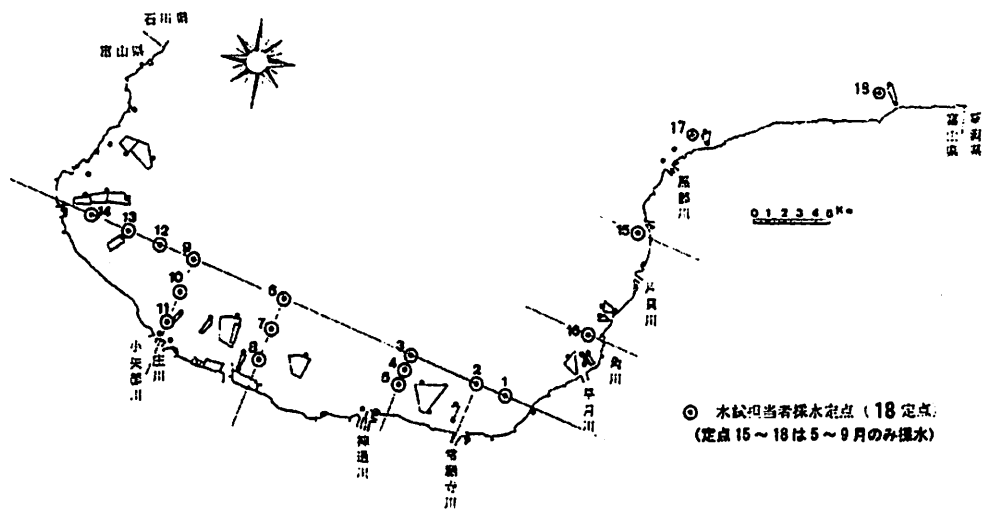 石川県
富山県
18
17
富山県
新潟県
黒部川
0 1 2 3 4 5 Km
15
片貝川
16
角川
早月川
14
13
12
9
10
11
6
7
8
3
4
5
2
1
小矢部川
庄川
神通川
常願寺川
◎ 水試担当者採水定点（18定点）
(定点15～18は5～9月のみ採水)